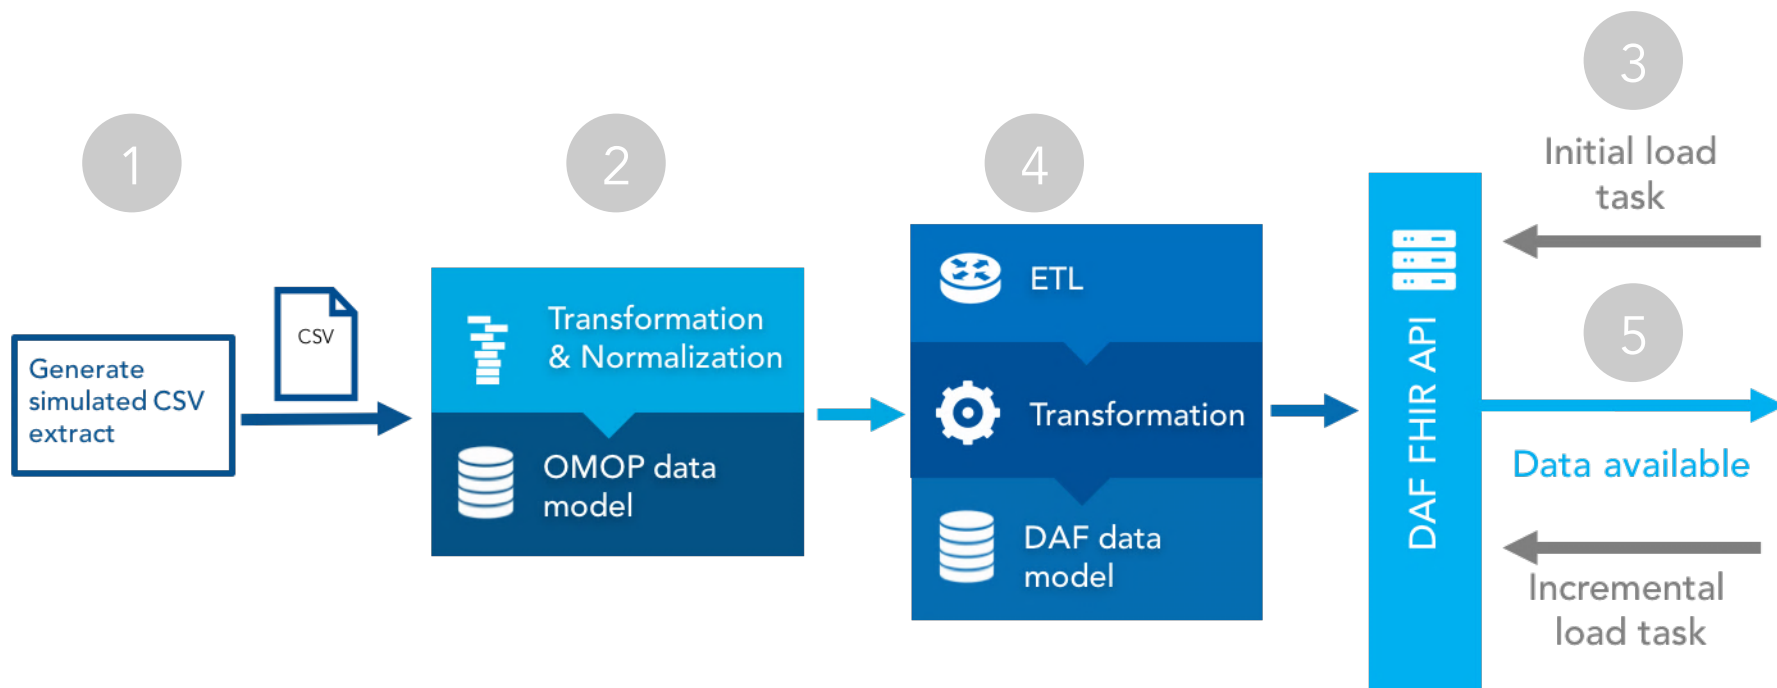 1
Generate
simulated CSV
extract
CSV
2
Transformation
& Normalization
OMOP data
model
4
ETL
Transformation
DAF data
model
DAF FHIR API
3
Initial load
task
5
Data available
Incremental
load task